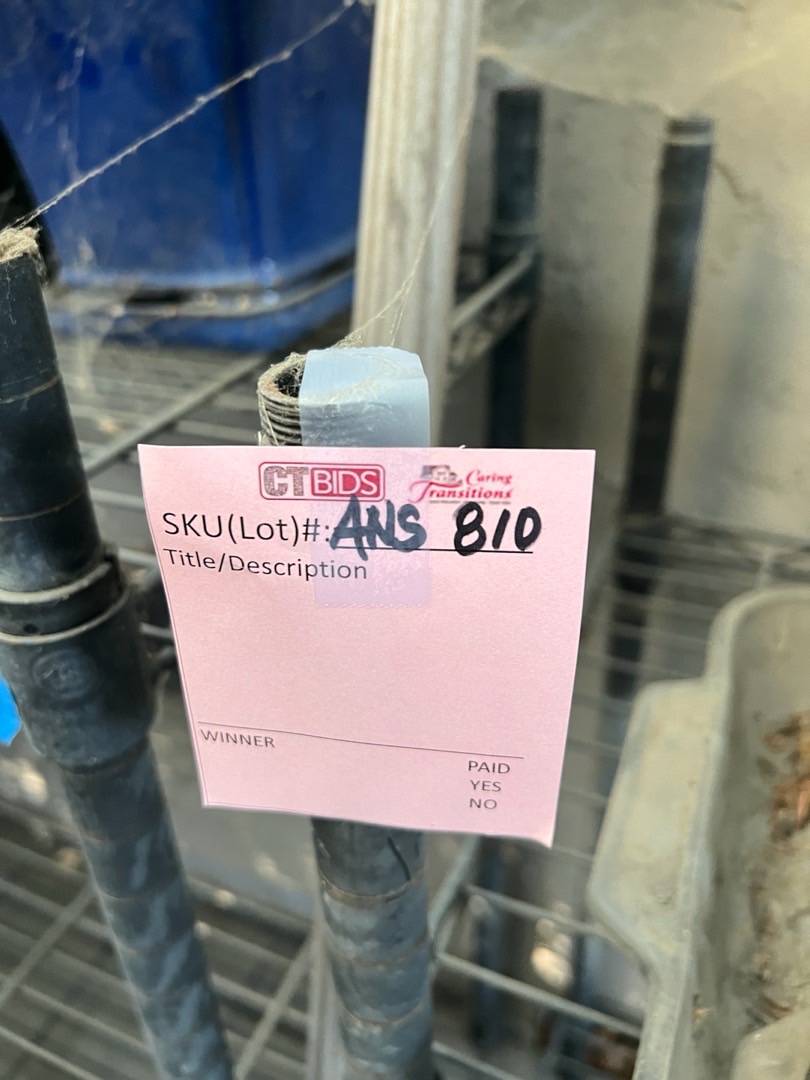 CTBIDS Caring Transitions
SKU(Lot)#: ANS 810
Title/Description
WINNER
PAID
YES
NO